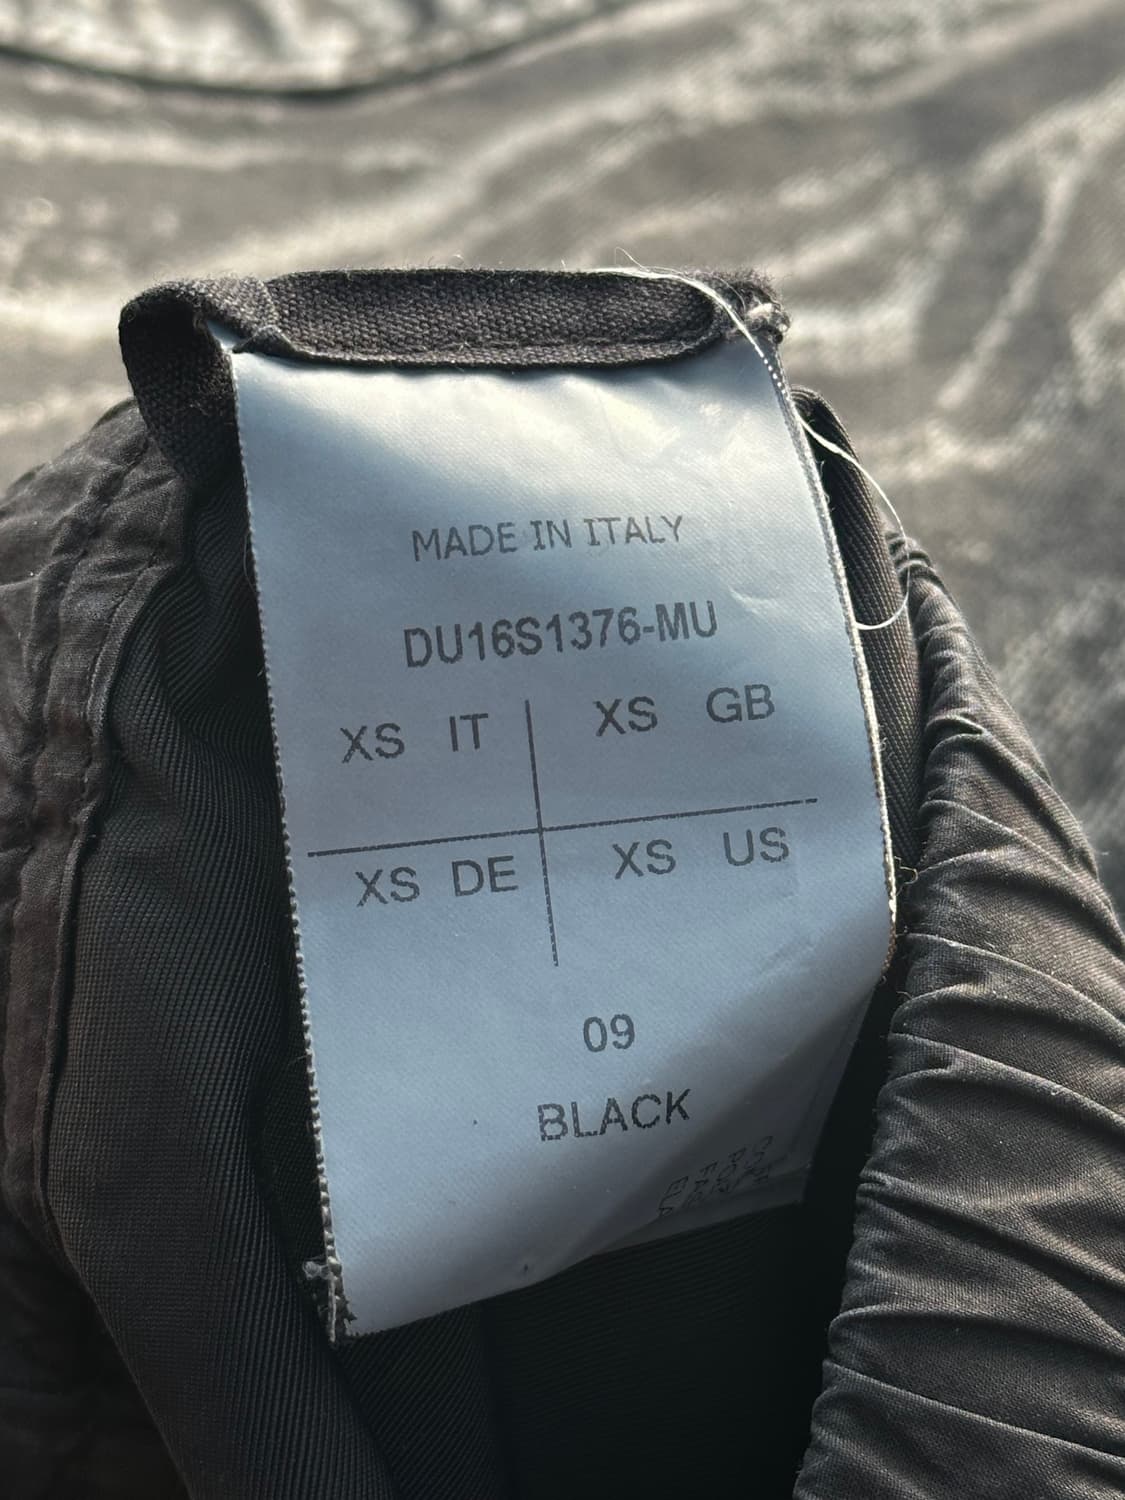 MADE IN ITALY
DU16S1376-MU
XS IT XS GB
XS DE XS US
09
BLACK